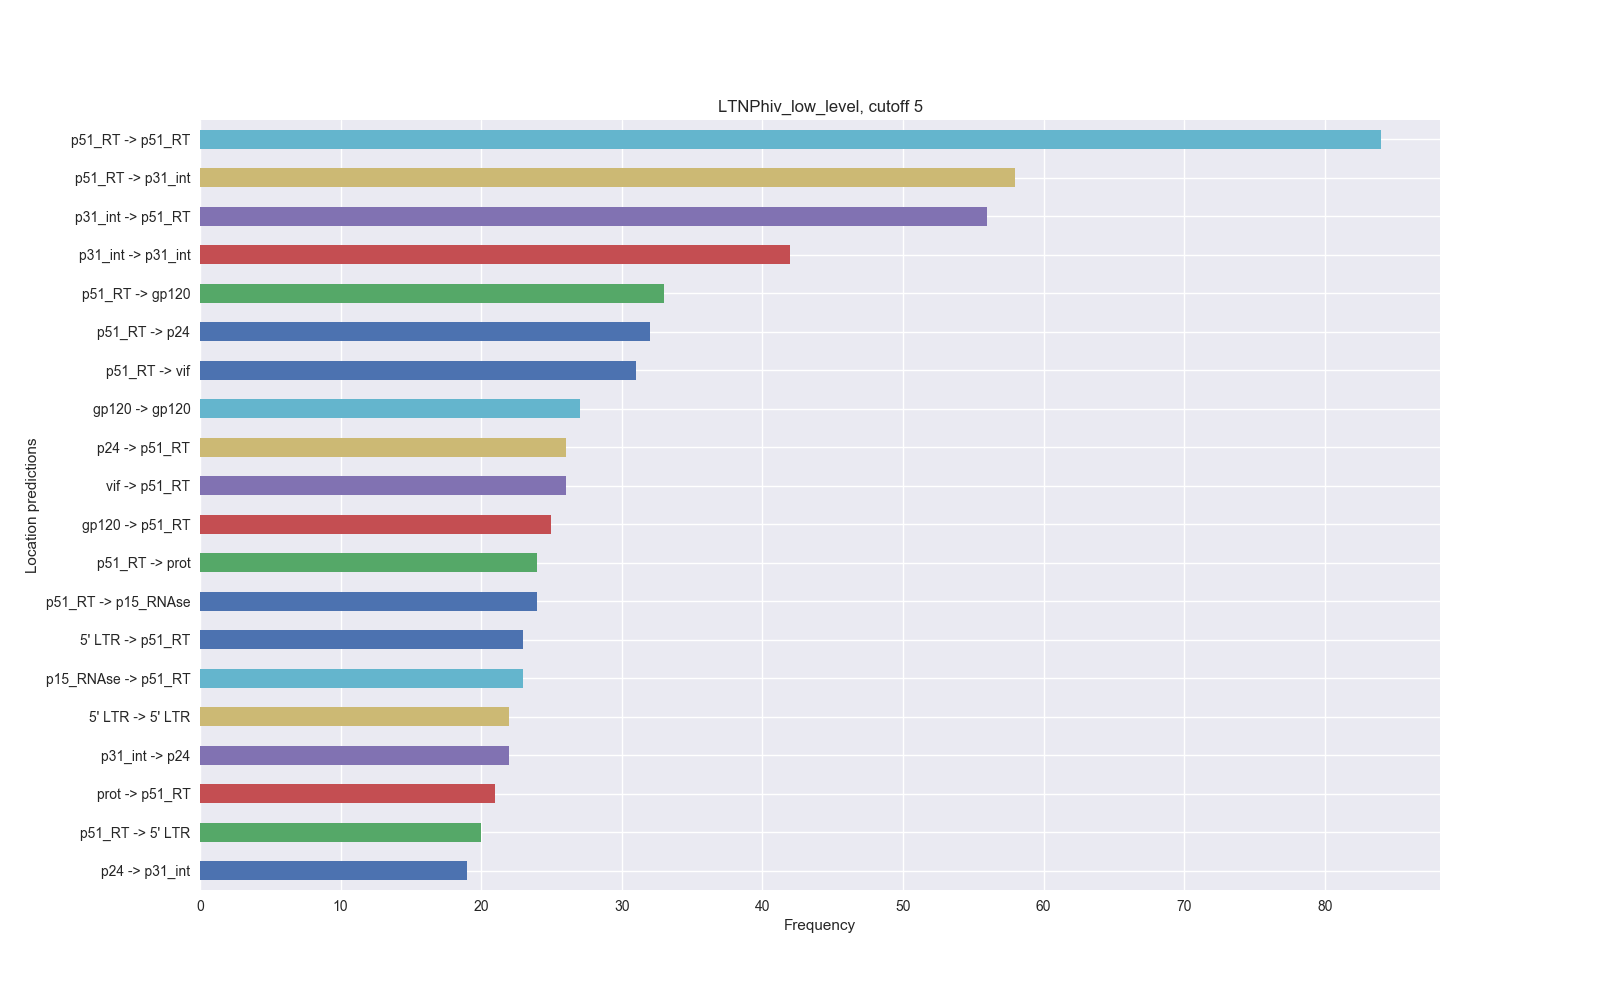 LTNPhiv_low_level, cutoff 5
p51_RT -> p51_RT
p51_RT -> p31_int
p31_int -> p51_RT
p31_int -> p31_int
p51_RT -> gp120
p51_RT -> p24
p51_RT -> vif
gp120 -> gp120
p24 -> p51_RT
vif -> p51_RT
gp120 -> p51_RT
p51_RT -> prot
p51_RT -> p15_RNAse
5' LTR -> p51_RT
p15_RNAse -> p51_RT
5' LTR -> 5' LTR
p31_int -> p24
prot -> p51_RT
p51_RT -> 5' LTR
p24 -> p31_int
Location predictions
0 10 20 30 40 50 60 70 80
Frequency